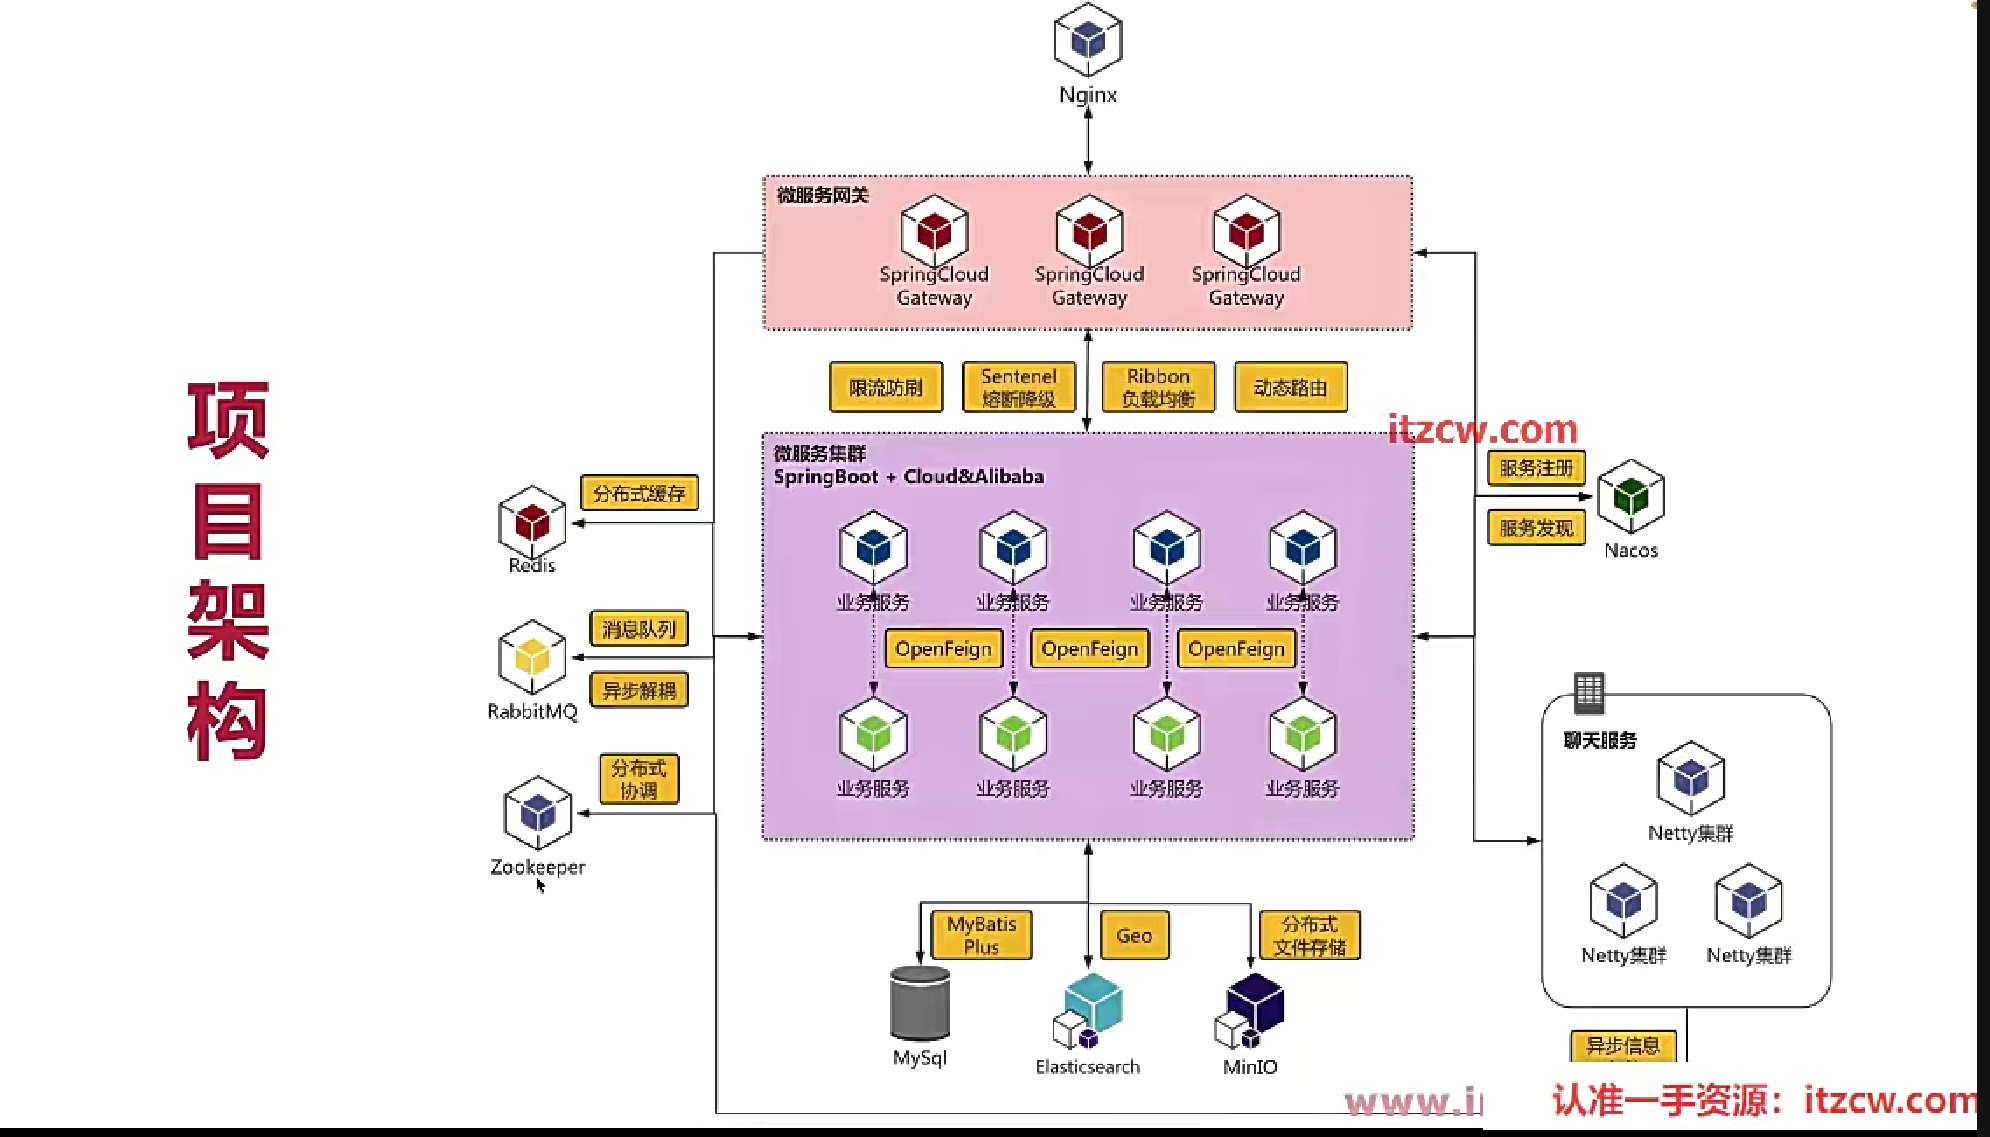 Nginx
微服务网关
SpringCloud
Gateway
SpringCloud
Gateway
SpringCloud
Gateway
限流防刷
Sentenel
熔断降级
Ribbon
负载均衡
动态路由
itzcw.com
项目架构
微服务集群
SpringBoot + Cloud&Alibaba
分布式缓存
Redis
消息队列
异步解耦
RabbitMQ
分布式
协调
Zookeeper
业务服务
业务服务
业务服务
业务服务
OpenFeign
OpenFeign
OpenFeign
业务服务
业务服务
业务服务
业务服务
服务注册
服务发现
Nacos
聊天服务
Netty集群
Netty集群
Netty集群
MyBatis
Plus
Geo
分布式
文件存储
MySql
Elasticsearch
MinIO
异步信息
认准一手资源：itzcw.com